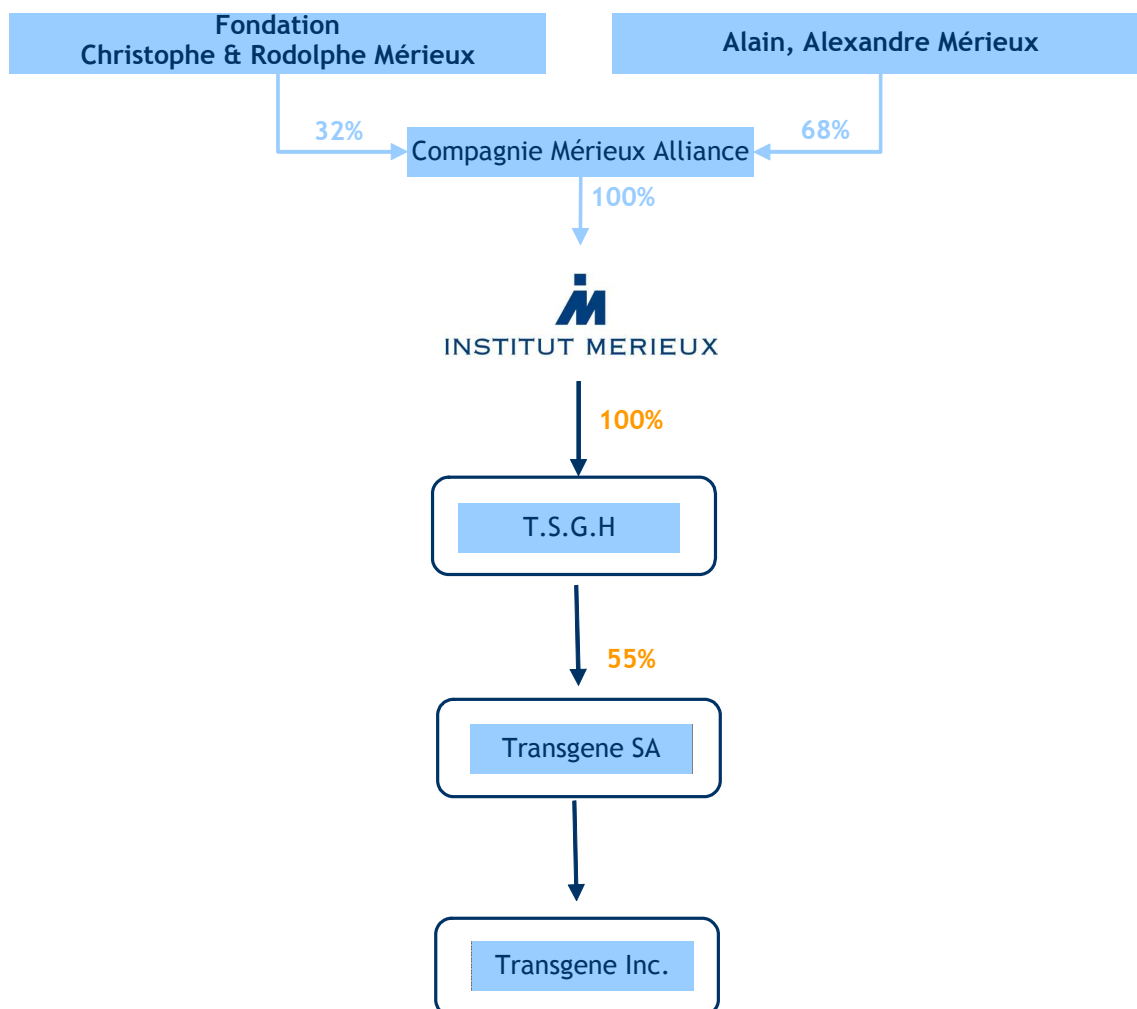 Fondation
Christophe & Rodolphe Mérieux
Alain, Alexandre Mérieux
32%
68%
Compagnie Mérieux Alliance
100%
INSTITUT MERIEUX
100%
T.S.G.H
55%
Transgene SA
Transgene Inc.